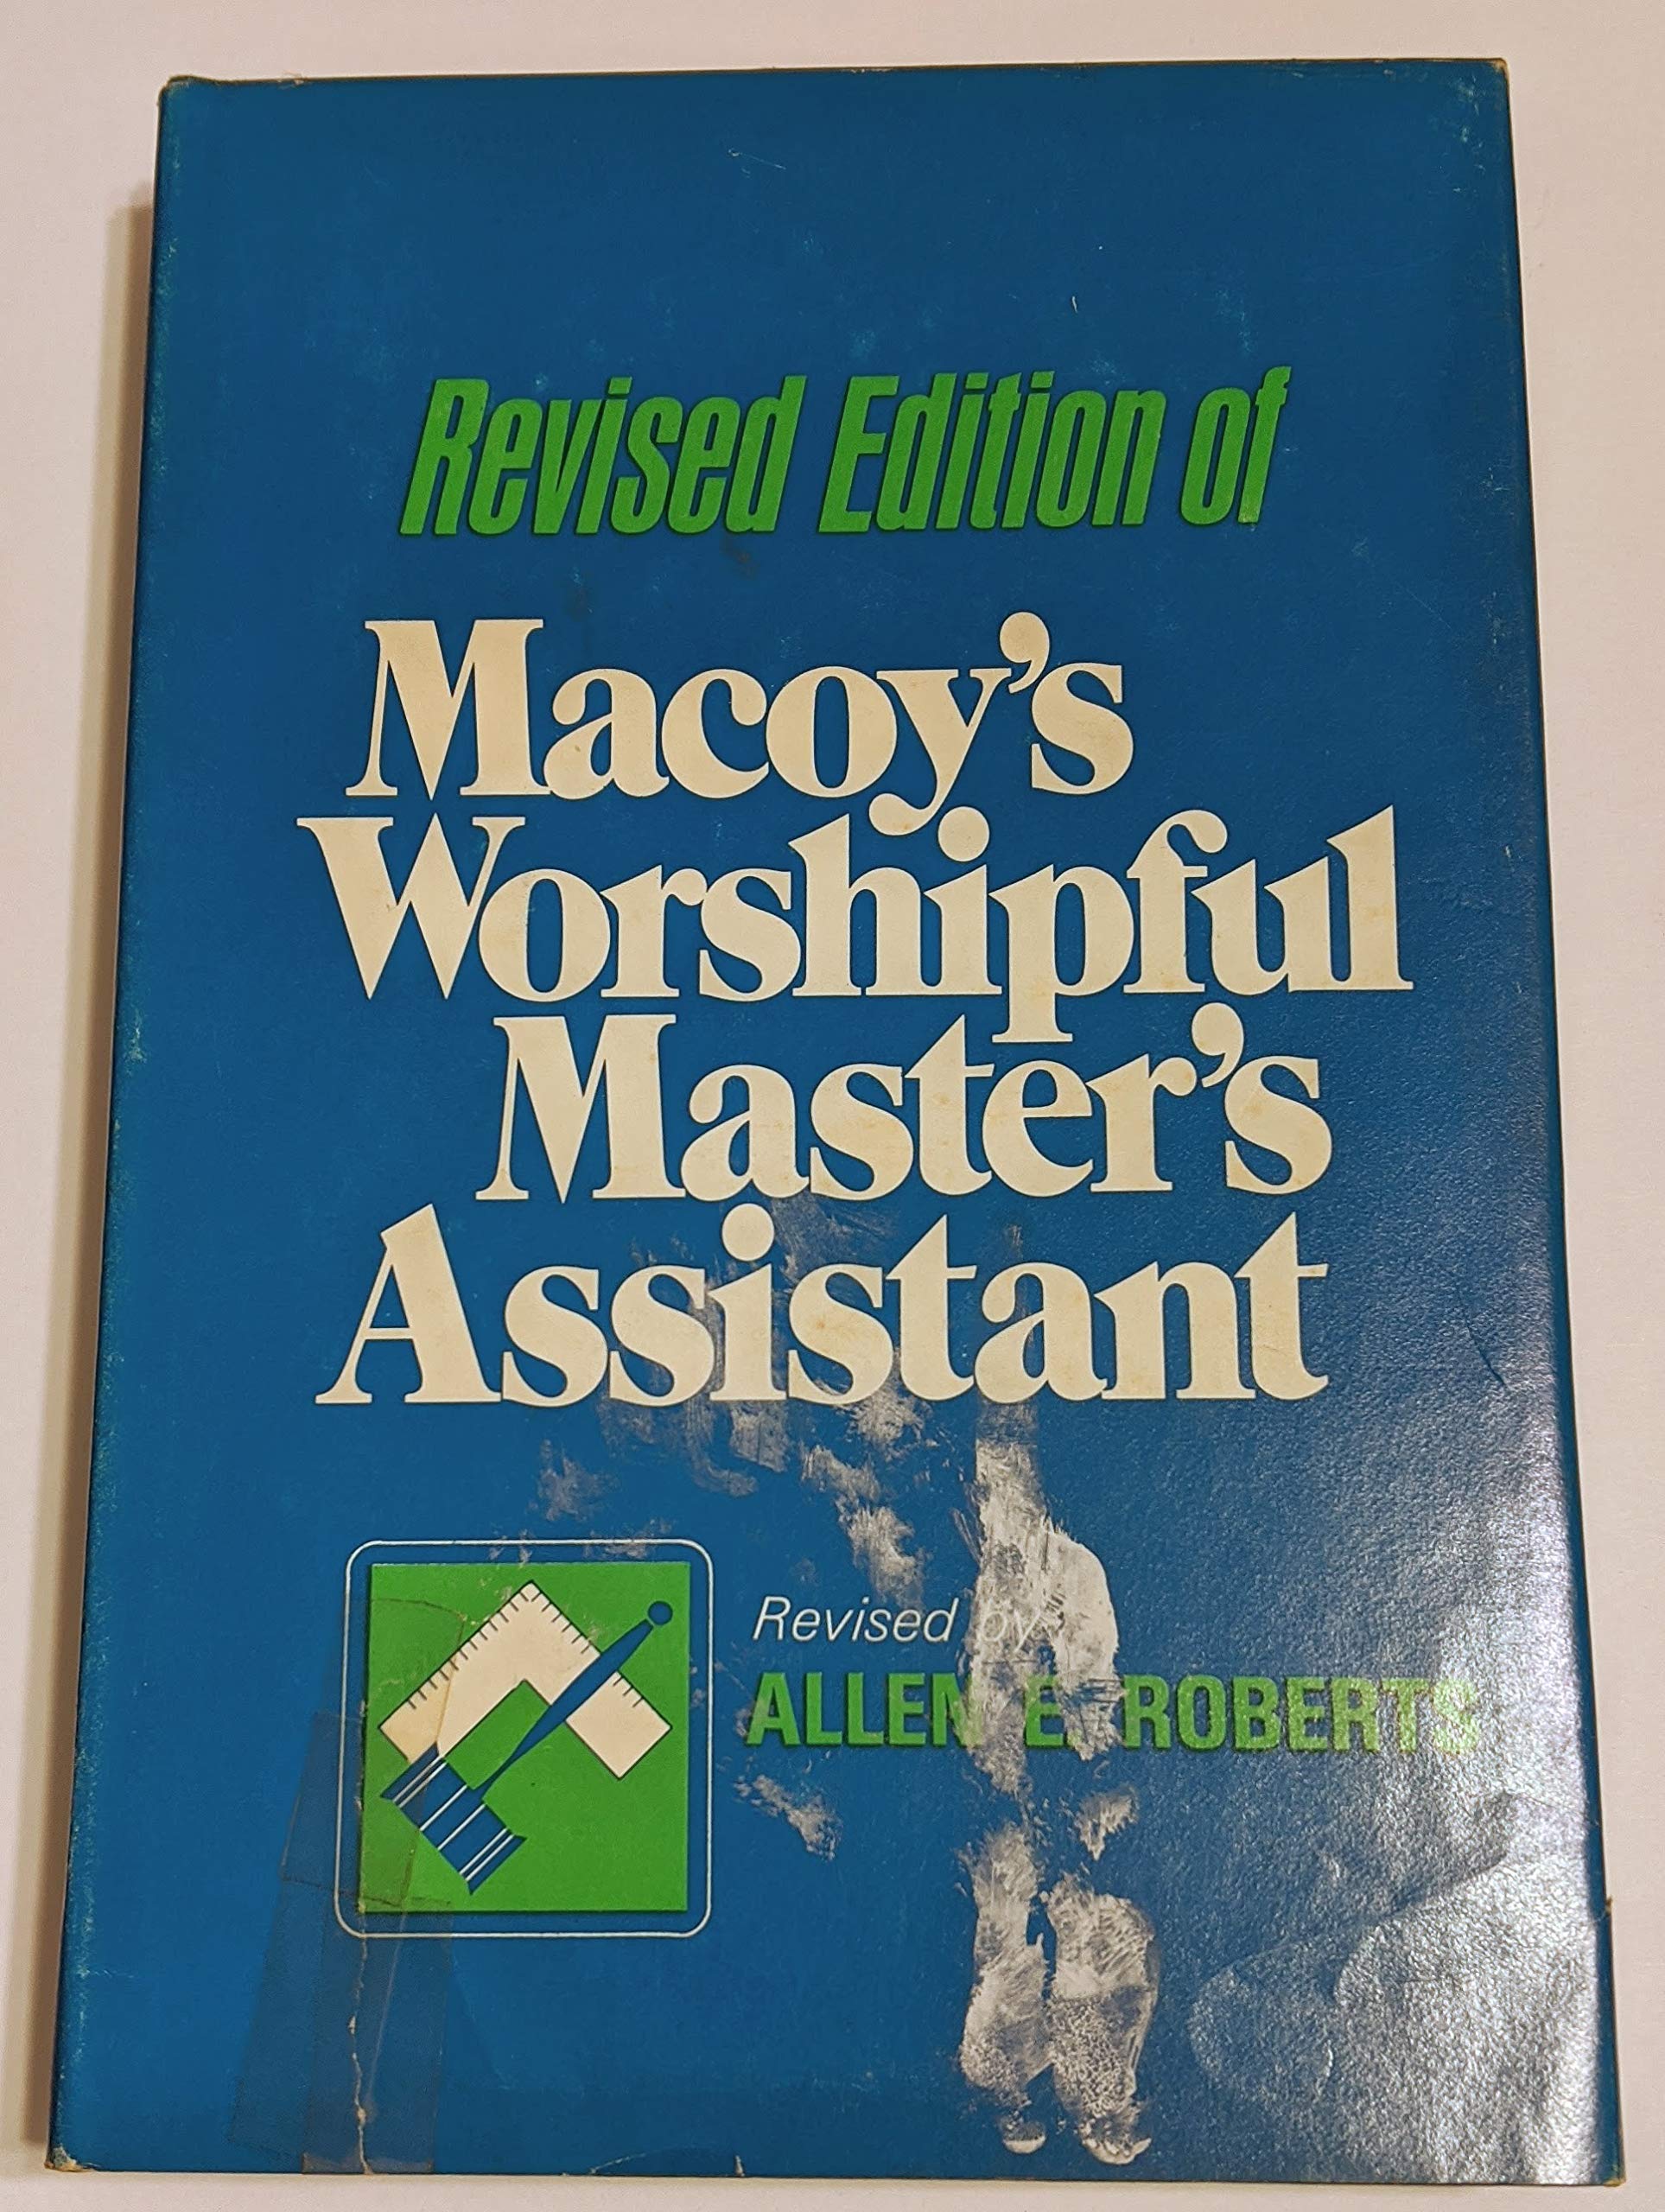 Revised Edition of
Macoy's
Worshipful
Master's
Assistant
Revised by
ALLEN E. ROBERTS